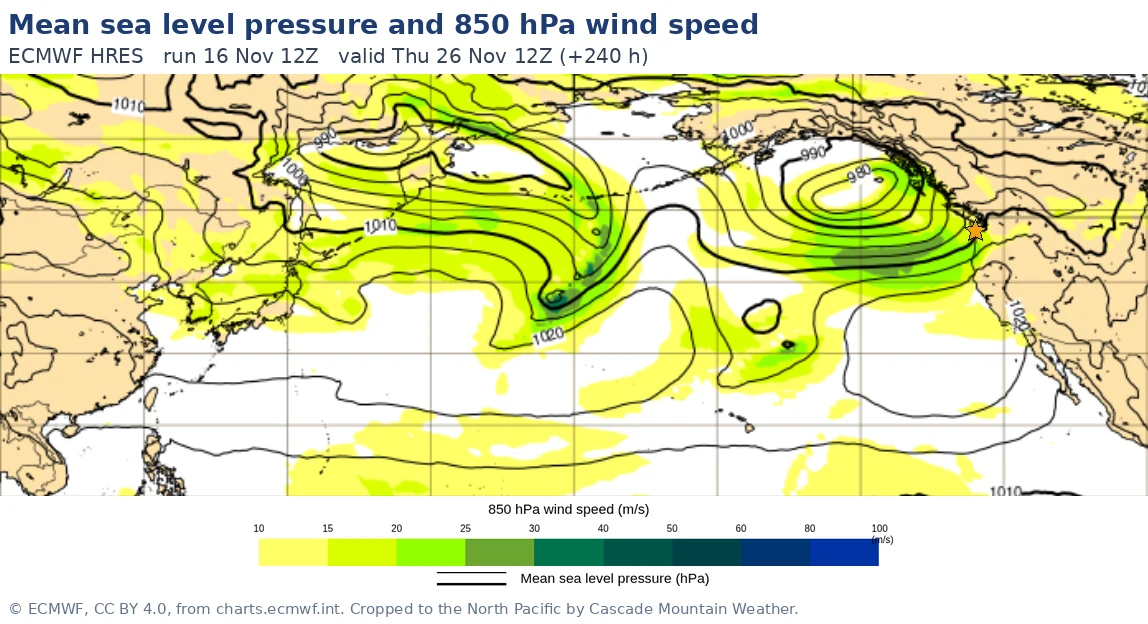 Mean sea level pressure and 850 hPa wind speed
ECMWF HRES run 16 Nov 12Z valid Thu 26 Nov 12Z (+240 h)
1010
990
1000
1000
990
980
1010
1020
1020
1010
850 hPa wind speed (m/s)
10 15 20 25 30 40 50 60 80 100
(m/s)
Mean sea level pressure (hPa)
© ECMWF, CC BY 4.0, from charts.ecmwf.int. Cropped to the North Pacific by Cascade Mountain Weather.